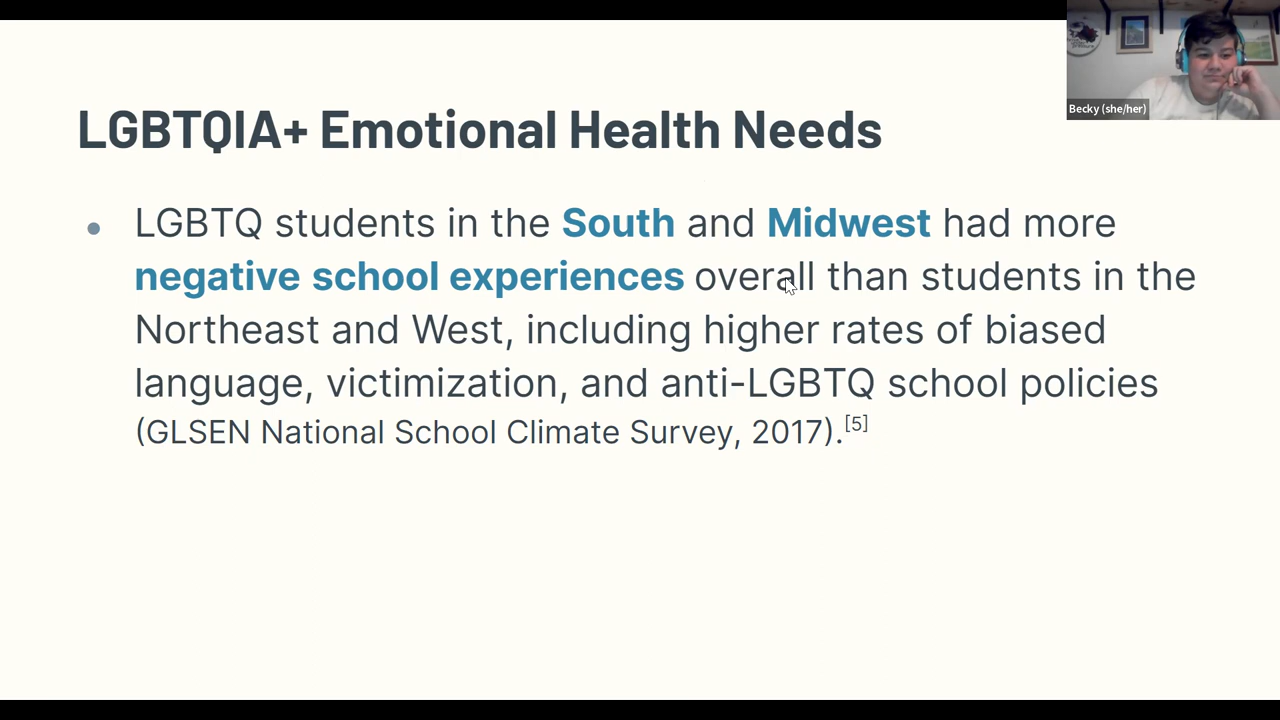 LGBTQIA+ Emotional Health Needs
Becky (she/her)
• LGBTQ students in the South and Midwest had more
negative school experiences overall than students in the
Northeast and West, including higher rates of biased
language, victimization, and anti-LGBTQ school policies
(GLSEN National School Climate Survey, 2017).[5]